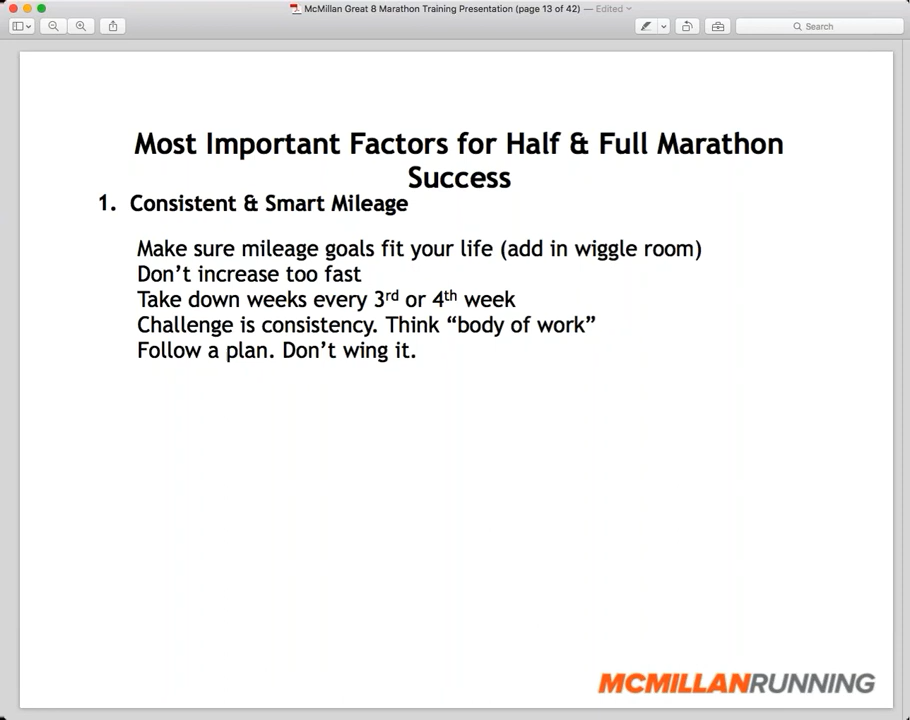 McMillan Great 8 Marathon Training Presentation (page 13 of 42) — Edited
Search
Most Important Factors for Half & Full Marathon
Success
1. Consistent & Smart Mileage
Make sure mileage goals fit your life (add in wiggle room)
Don’t increase too fast
Take down weeks every 3rd or 4th week
Challenge is consistency. Think “body of work”
Follow a plan. Don’t wing it.
MCMILLANRUNNING